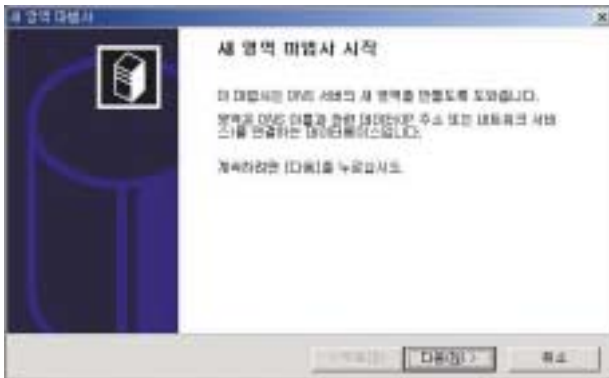 새 영역 마법사
새 영역 마법사 시작
이 마법사는 DNS 서버의 새 영역을 만들도록 도와줍니다.
영역은 DNS 이름과 관련 데이터(IP 주소 또는 네트워크 서비
스)를 연결하는 데이터베이스입니다.
계속하려면 [다음]을 누르십시오.
다음(N) >
취소